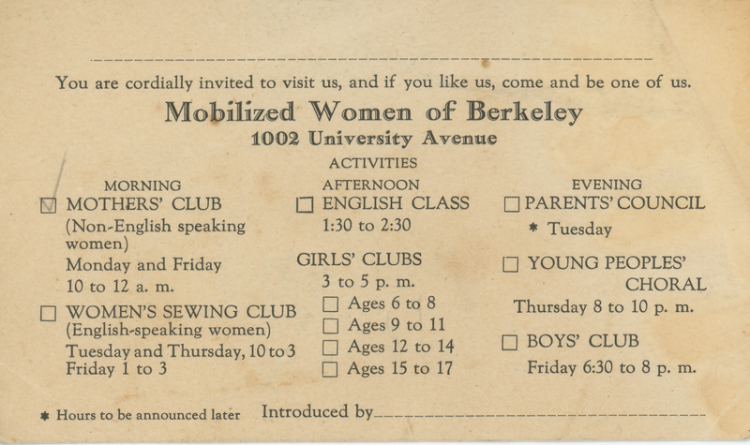 You are cordially invited to visit us, and if you like us, come and be one of us.
Mobilized Women of Berkeley
1002 University Avenue
ACTIVITIES
MORNING
MOTHERS' CLUB
(Non-English speaking
women)
Monday and Friday
10 to 12 a. m.
WOMEN'S SEWING CLUB
(English-speaking women)
Tuesday and Thursday, 10 to 3
Friday 1 to 3
AFTERNOON
ENGLISH CLASS
1:30 to 2:30
GIRLS' CLUBS
3 to 5 p. m.
Ages 6 to 8
Ages 9 to 11
Ages 12 to 14
Ages 15 to 17
EVENING
PARENTS' COUNCIL
* Tuesday
YOUNG PEOPLES'
CHORAL
Thursday 8 to 10 p. m.
BOYS' CLUB
Friday 6:30 to 8 p. m.
* Hours to be announced later
Introduced by